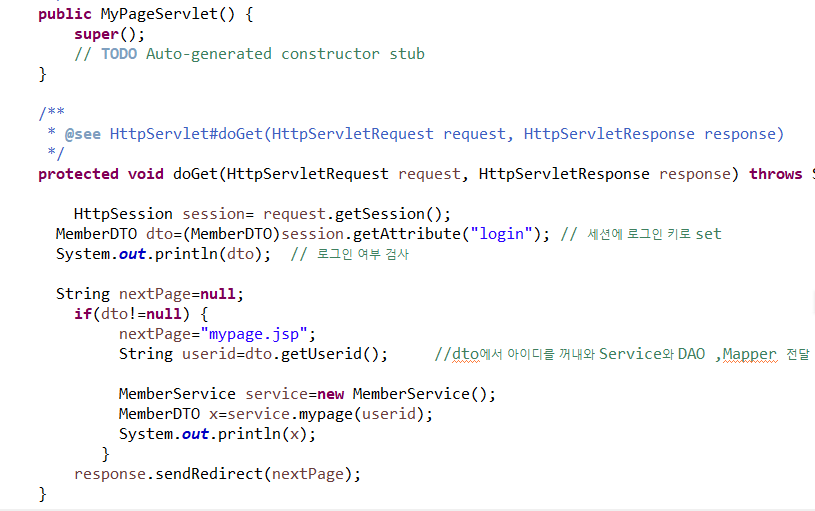 public MyPageServlet() {
super();
// TODO Auto-generated constructor stub
}
/**
* @see HttpServlet#doGet(HttpServletRequest request, HttpServletResponse response)
*/
protected void doGet(HttpServletRequest request, HttpServletResponse response) throws S
HttpSession session= request.getSession();
MemberDTO dto=(MemberDTO)session.getAttribute("login"); // 세션에 로그인 키로 set
System.out.println(dto); // 로그인 여부 검사
String nextPage=null;
if(dto!=null) {
nextPage="mypage.jsp";
String userid=dto.getUserid(); //dto에서 아이디를 꺼내와 Service와 DAO ,Mapper 전달
MemberService service=new MemberService();
MemberDTO x=service.mypage(userid);
System.out.println(x);
}
response.sendRedirect(nextPage);
}